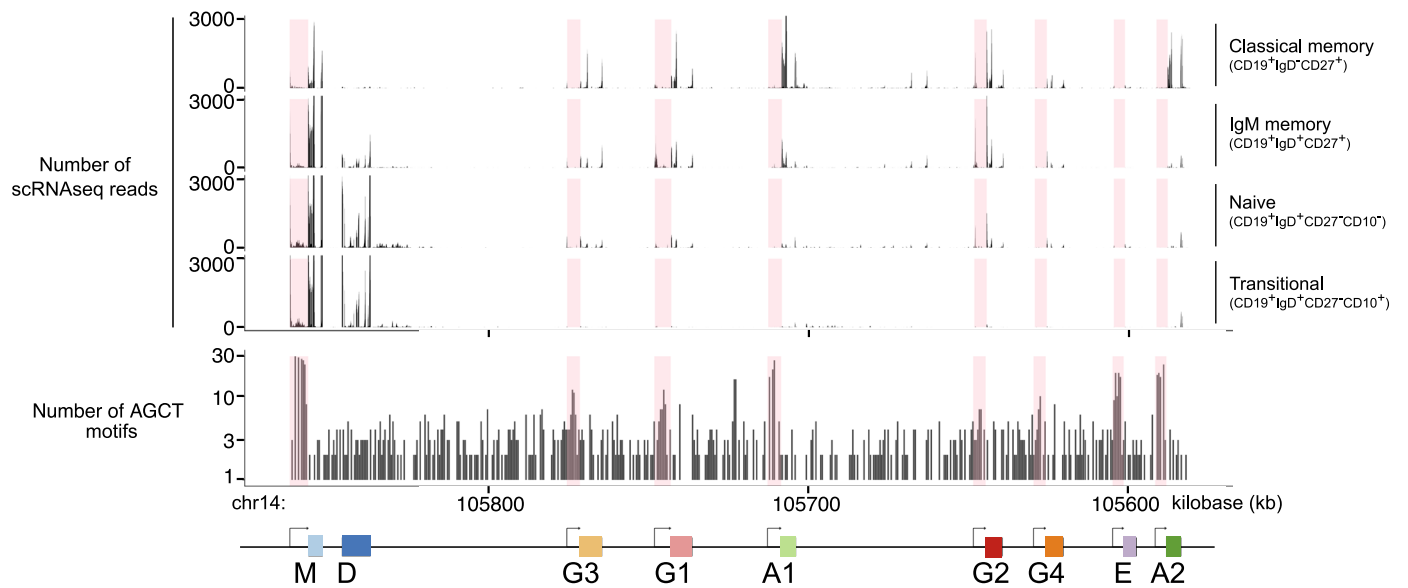 3000
0
Classical memory
(CD19+IgD-CD27+)
3000
0
IgM memory
(CD19+IgD+CD27+)
Number of
scRNAseq reads
3000
0
Naive
(CD19+IgD+CD27-CD10-)
3000
0
Transitional
(CD19+IgD+CD27-CD10+)
30
10
3
1
Number of AGCT
motifs
chr14: 105800 105700 105600 kilobase (kb)
M D G3 G1 A1 G2 G4 E A2